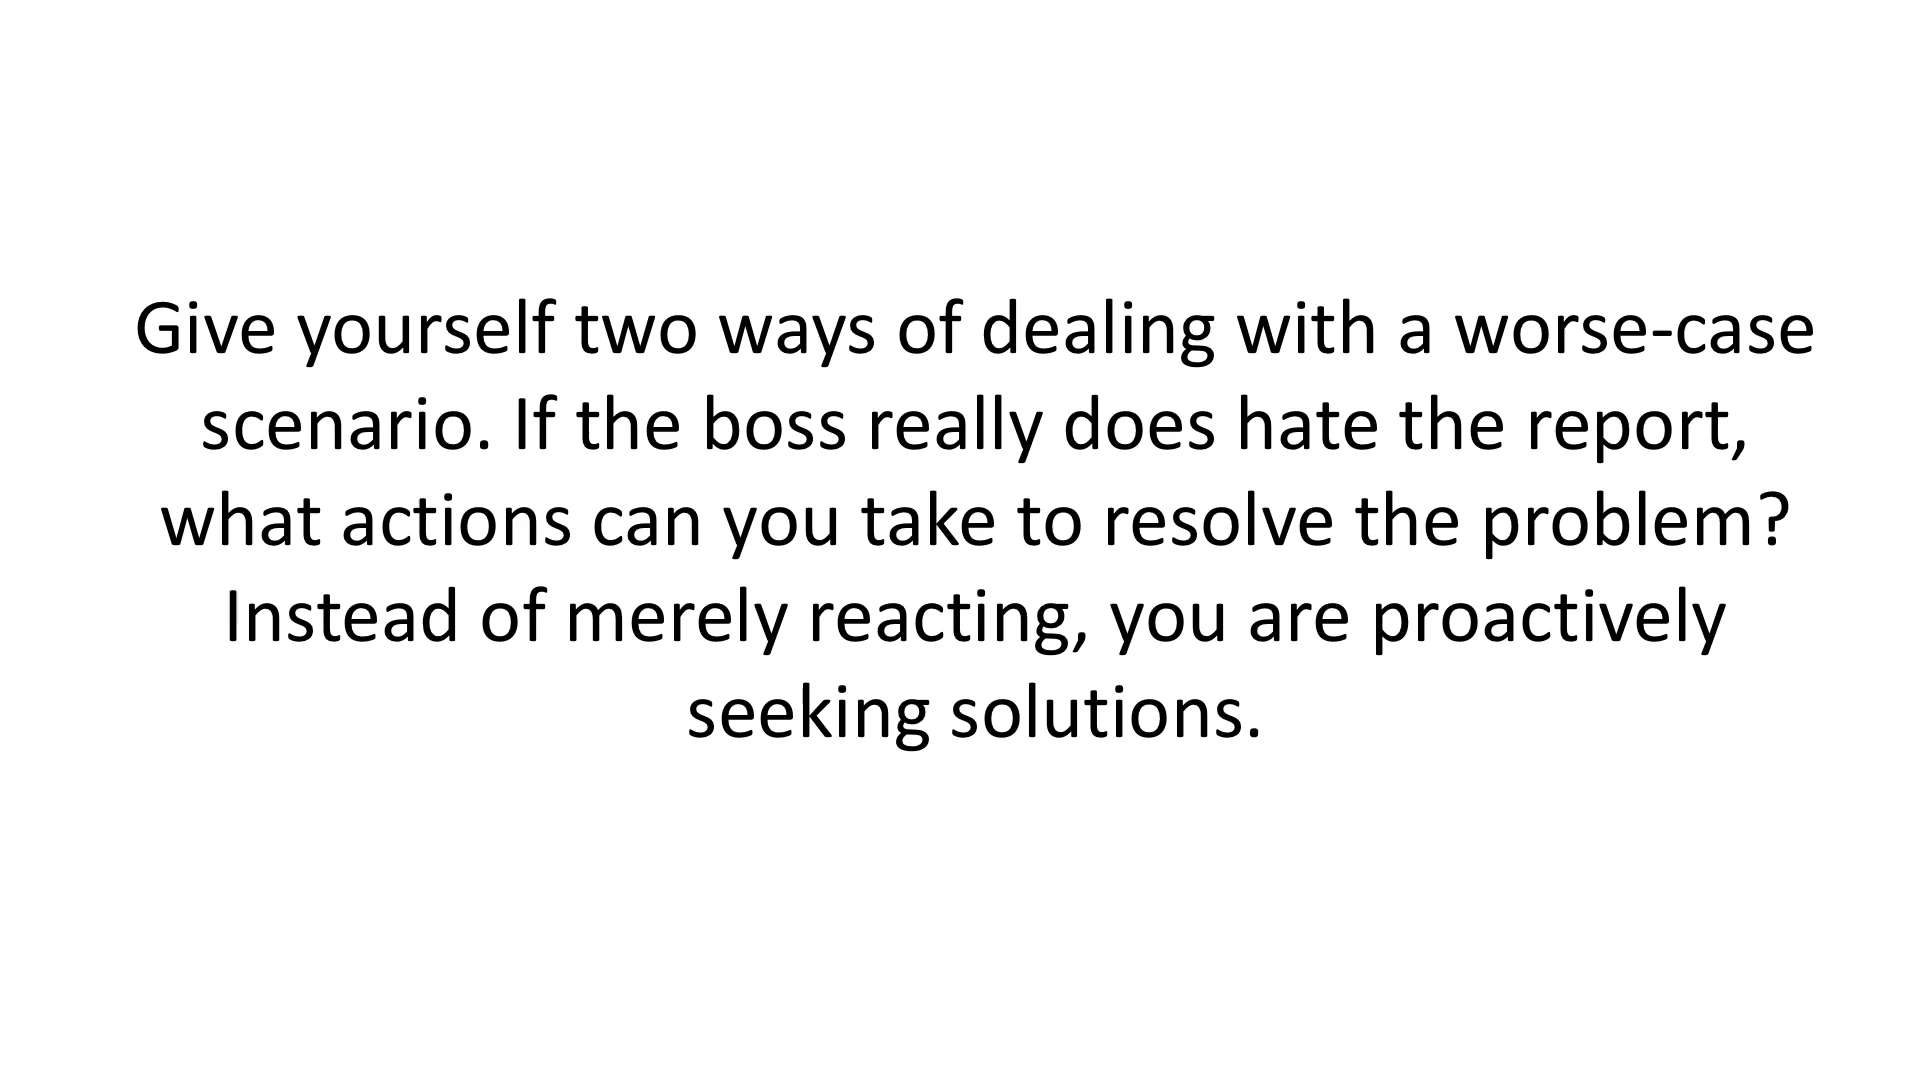 Give yourself two ways of dealing with a worse-case
scenario. If the boss really does hate the report,
what actions can you take to resolve the problem?
Instead of merely reacting, you are proactively
seeking solutions.